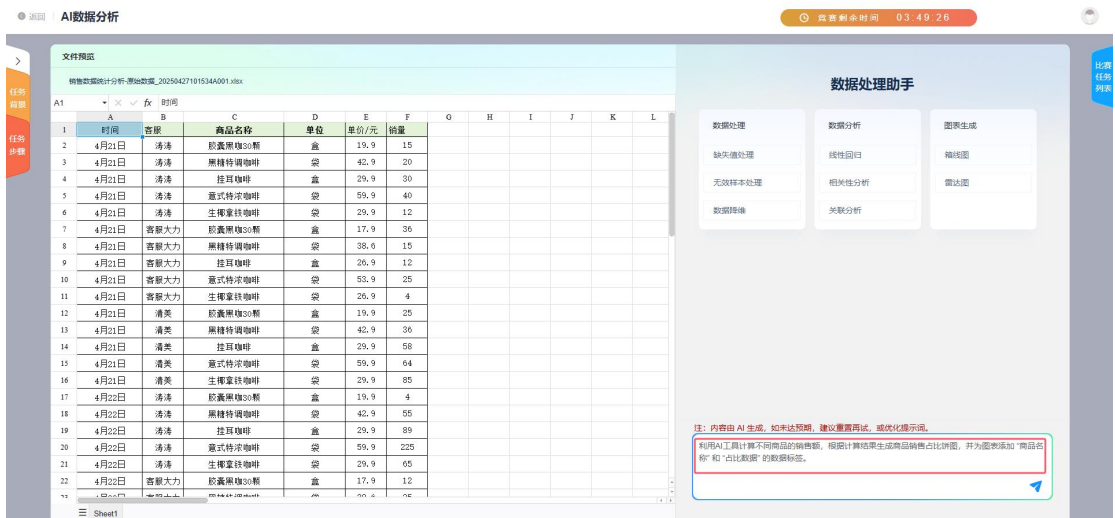 返回 AI数据分析
竞赛剩余时间 03:49:26
任务背景
任务步骤
比赛任务列表
文件预览
销售数据统计分析-原始数据_20250427101534A001.xlsx
A1 fx 时间
A B C D E F G H I J K L
1 时间 客服 商品名称 单位 单价/元 销量
2 4月21日 涛涛 胶囊黑咖30颗 盒 19.9 15
3 4月21日 涛涛 黑糖特调咖啡 袋 42.9 20
4 4月21日 涛涛 挂耳咖啡 盒 29.9 30
5 4月21日 涛涛 意式特浓咖啡 袋 59.9 40
6 4月21日 涛涛 生椰拿铁咖啡 袋 29.9 12
7 4月21日 客服大力 胶囊黑咖30颗 盒 17.9 36
8 4月21日 客服大力 黑糖特调咖啡 袋 38.6 15
9 4月21日 客服大力 挂耳咖啡 盒 26.9 12
10 4月21日 客服大力 意式特浓咖啡 袋 53.9 25
11 4月21日 客服大力 生椰拿铁咖啡 袋 26.9 4
12 4月21日 清美 胶囊黑咖30颗 盒 19.9 25
13 4月21日 清美 黑糖特调咖啡 袋 42.9 36
14 4月21日 清美 挂耳咖啡 盒 29.9 58
15 4月21日 清美 意式特浓咖啡 袋 59.9 64
16 4月21日 清美 生椰拿铁咖啡 袋 29.9 85
17 4月22日 涛涛 胶囊黑咖30颗 盒 19.9 4
18 4月22日 涛涛 黑糖特调咖啡 袋 42.9 55
19 4月22日 涛涛 挂耳咖啡 盒 29.9 89
20 4月22日 涛涛 意式特浓咖啡 袋 59.9 225
21 4月22日 涛涛 生椰拿铁咖啡 袋 29.9 65
22 4月22日 客服大力 胶囊黑咖30颗 盒 17.9 12
Sheet1
数据处理助手
数据处理 数据分析 图表生成
缺失值处理 线性回归 箱线图
无效样本处理 相关性分析 雷达图
数据降维 关联分析
注：内容由 AI 生成，如未达预期，建议重置再试，或优化提示词。
利用AI工具计算不同商品的销售额，根据计算结果生成商品销售占比饼图，并为图表添加 “商品名
称” 和 “占比数据” 的数据标签。